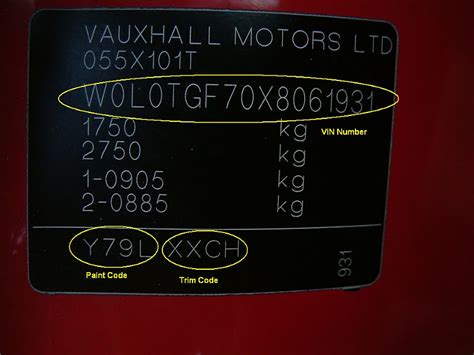 VAUXHALL MOTORS LTD
055X101T
W0L0TGF70X8061931
1750 kg VIN Number
2750 kg
1-0905 kg
2-0885 kg
Y79L XXCH
Paint Code Trim Code
931